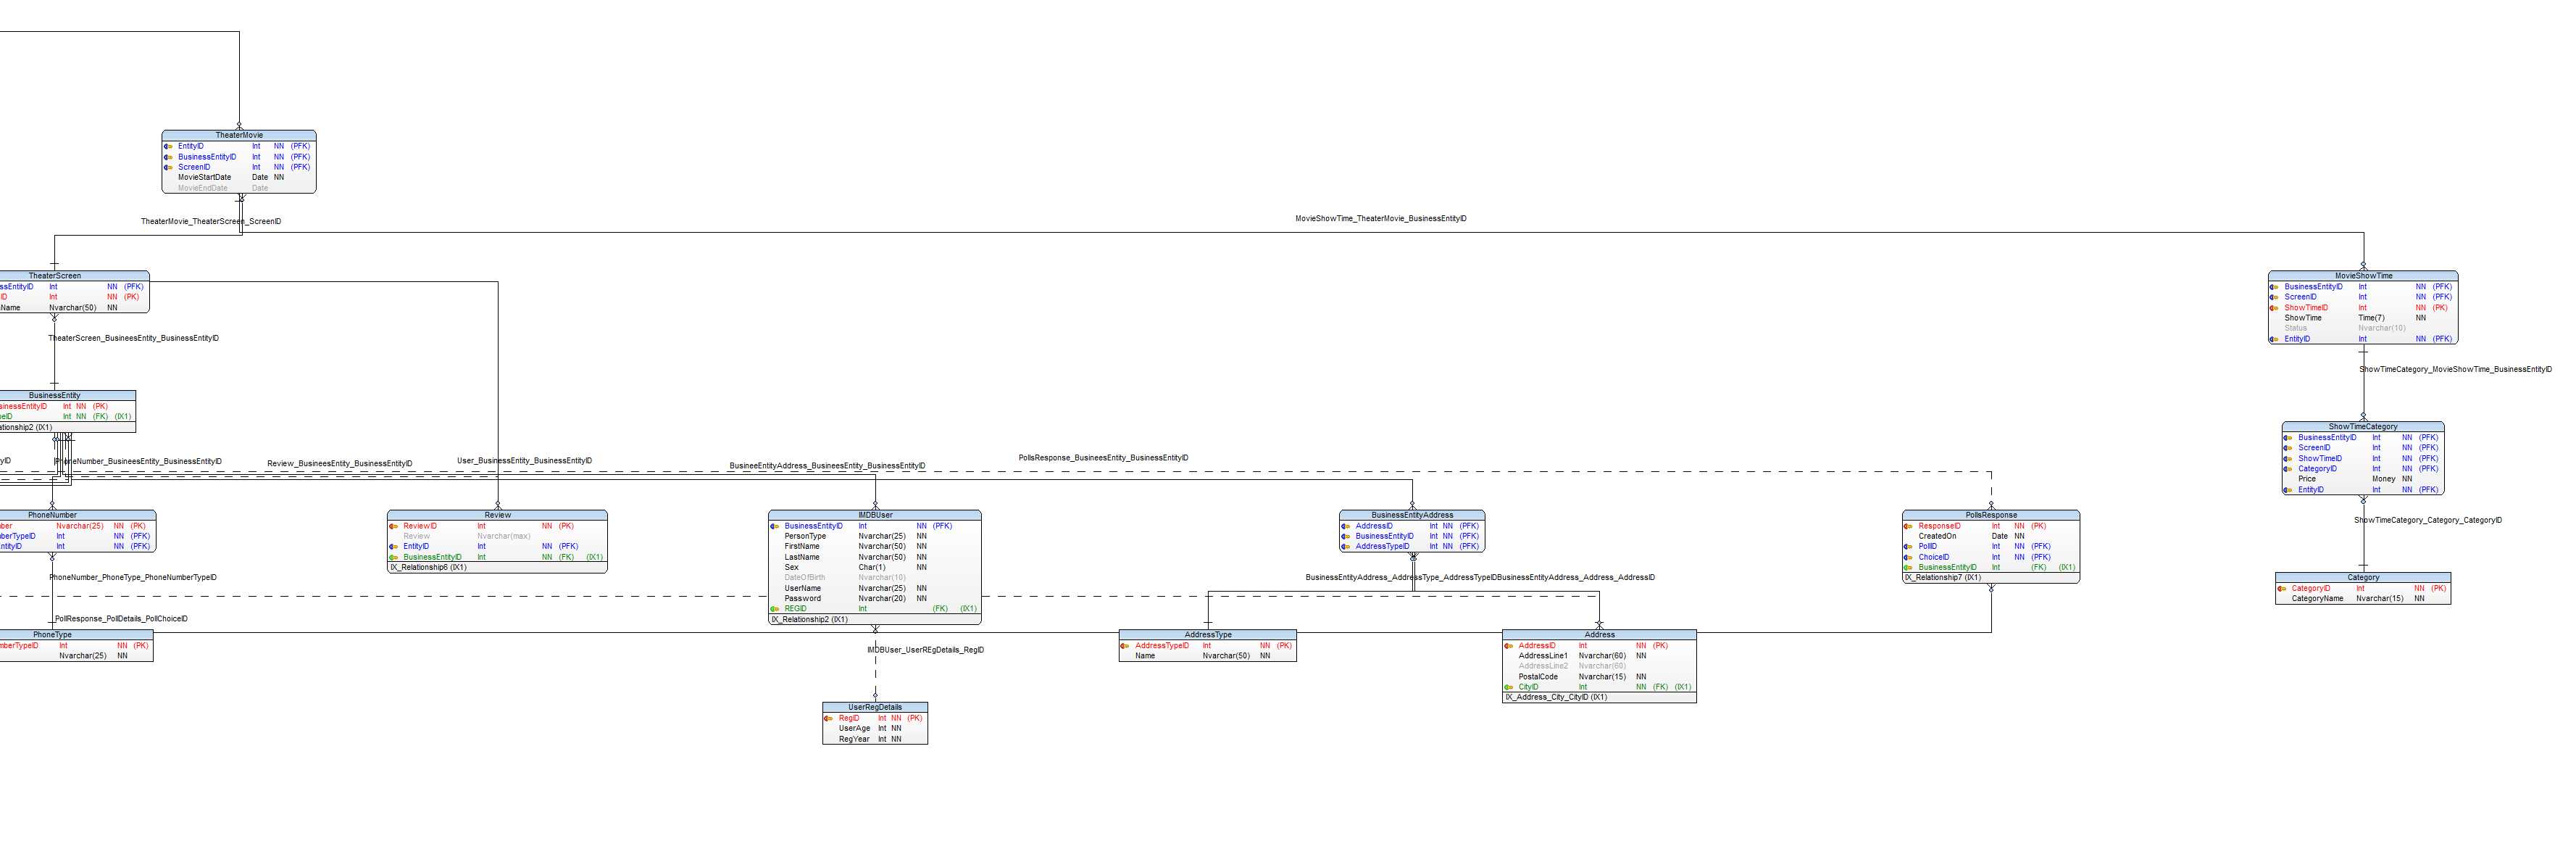 TheaterMovie
EntityID Int NN (PFK)
BusinessEntityID Int NN (PFK)
ScreenID Int NN (PFK)
MovieStartDate Date NN
MovieEndDate Date
TheaterMovie_TheaterScreen_ScreenID
MovieShowTime_TheaterMovie_BusinessEntityID
TheaterScreen
ssEntityID Int NN (PFK)
ID Int NN (PK)
Name Nvarchar(50) NN
TheaterScreen_BusineesEntity_BusinessEntityID
MovieShowTime
BusinessEntityID Int NN (PFK)
ScreenID Int NN (PFK)
ShowTimeID Int NN (PK)
ShowTime Time(7) NN
Status Nvarchar(10)
EntityID Int NN (PFK)
ShowTimeCategory_MovieShowTime_BusinessEntityID
BusinessEntity
sinessEntityID Int NN (PK)
eID Int NN (FK) (IX1)
ationship2 (IX1)
ShowTimeCategory
BusinessEntityID Int NN (PFK)
ScreenID Int NN (PFK)
ShowTimeID Int NN (PFK)
CategoryID Int NN (PFK)
Price Money NN
EntityID Int NN (PFK)
yID
PhoneNumber_BusineesEntity_BusinessEntityID
Review_BusineesEntity_BusinessEntityID
User_BusinessEntity_BusinessEntityID
BusineeEntityAddress_BusineesEntity_BusinessEntityID
PollsResponse_BusineesEntity_BusinessEntityID
PhoneNumber
ber Nvarchar(25) NN (PK)
berTypeID Int NN (PFK)
EntityID Int NN (PFK)
Review
ReviewID Int NN (PK)
Review Nvarchar(max)
EntityID Int NN (PFK)
BusinessEntityID Int NN (FK) (IX1)
IX_Relationship6 (IX1)
IMDBUser
BusinessEntityID Int NN (PFK)
PersonType Nvarchar(25) NN
FirstName Nvarchar(50) NN
LastName Nvarchar(50) NN
Sex Char(1) NN
DateOfBirth Nvarchar(10)
UserName Nvarchar(25) NN
Password Nvarchar(20) NN
REGID Int (FK) (IX1)
IX_Relationship2 (IX1)
BusinessEntityAddress
AddressID Int NN (PFK)
BusinessEntityID Int NN (PFK)
AddressTypeID Int NN (PFK)
PollsResponse
ResponseID Int NN (PK)
CreatedOn Date NN
PollID Int NN (PFK)
ChoiceID Int NN (PFK)
BusinessEntityID Int (FK) (IX1)
IX_Relationship7 (IX1)
ShowTimeCategory_Category_CategoryID
Category
CategoryID Int NN (PK)
CategoryName Nvarchar(15) NN
PhoneNumber_PhoneType_PhoneNumberTypeID
BusinessEntityAddress_AddressType_AddressTypeID
BusinessEntityAddress_Address_AddressID
PollResponse_PollDetails_PollChoiceID
PhoneType
mberTypeID Int NN (PK)
Nvarchar(25) NN
IMDBUser_UserREgDetails_RegID
AddressType
AddressTypeID Int NN (PK)
Name Nvarchar(50) NN
Address
AddressID Int NN (PK)
AddressLine1 Nvarchar(60) NN
AddressLine2 Nvarchar(60)
PostalCode Nvarchar(15) NN
CityID Int NN (FK) (IX1)
IX_Address_City_CityID (IX1)
UserRegDetails
RegID Int NN (PK)
UserAge Int NN
RegYear Int NN